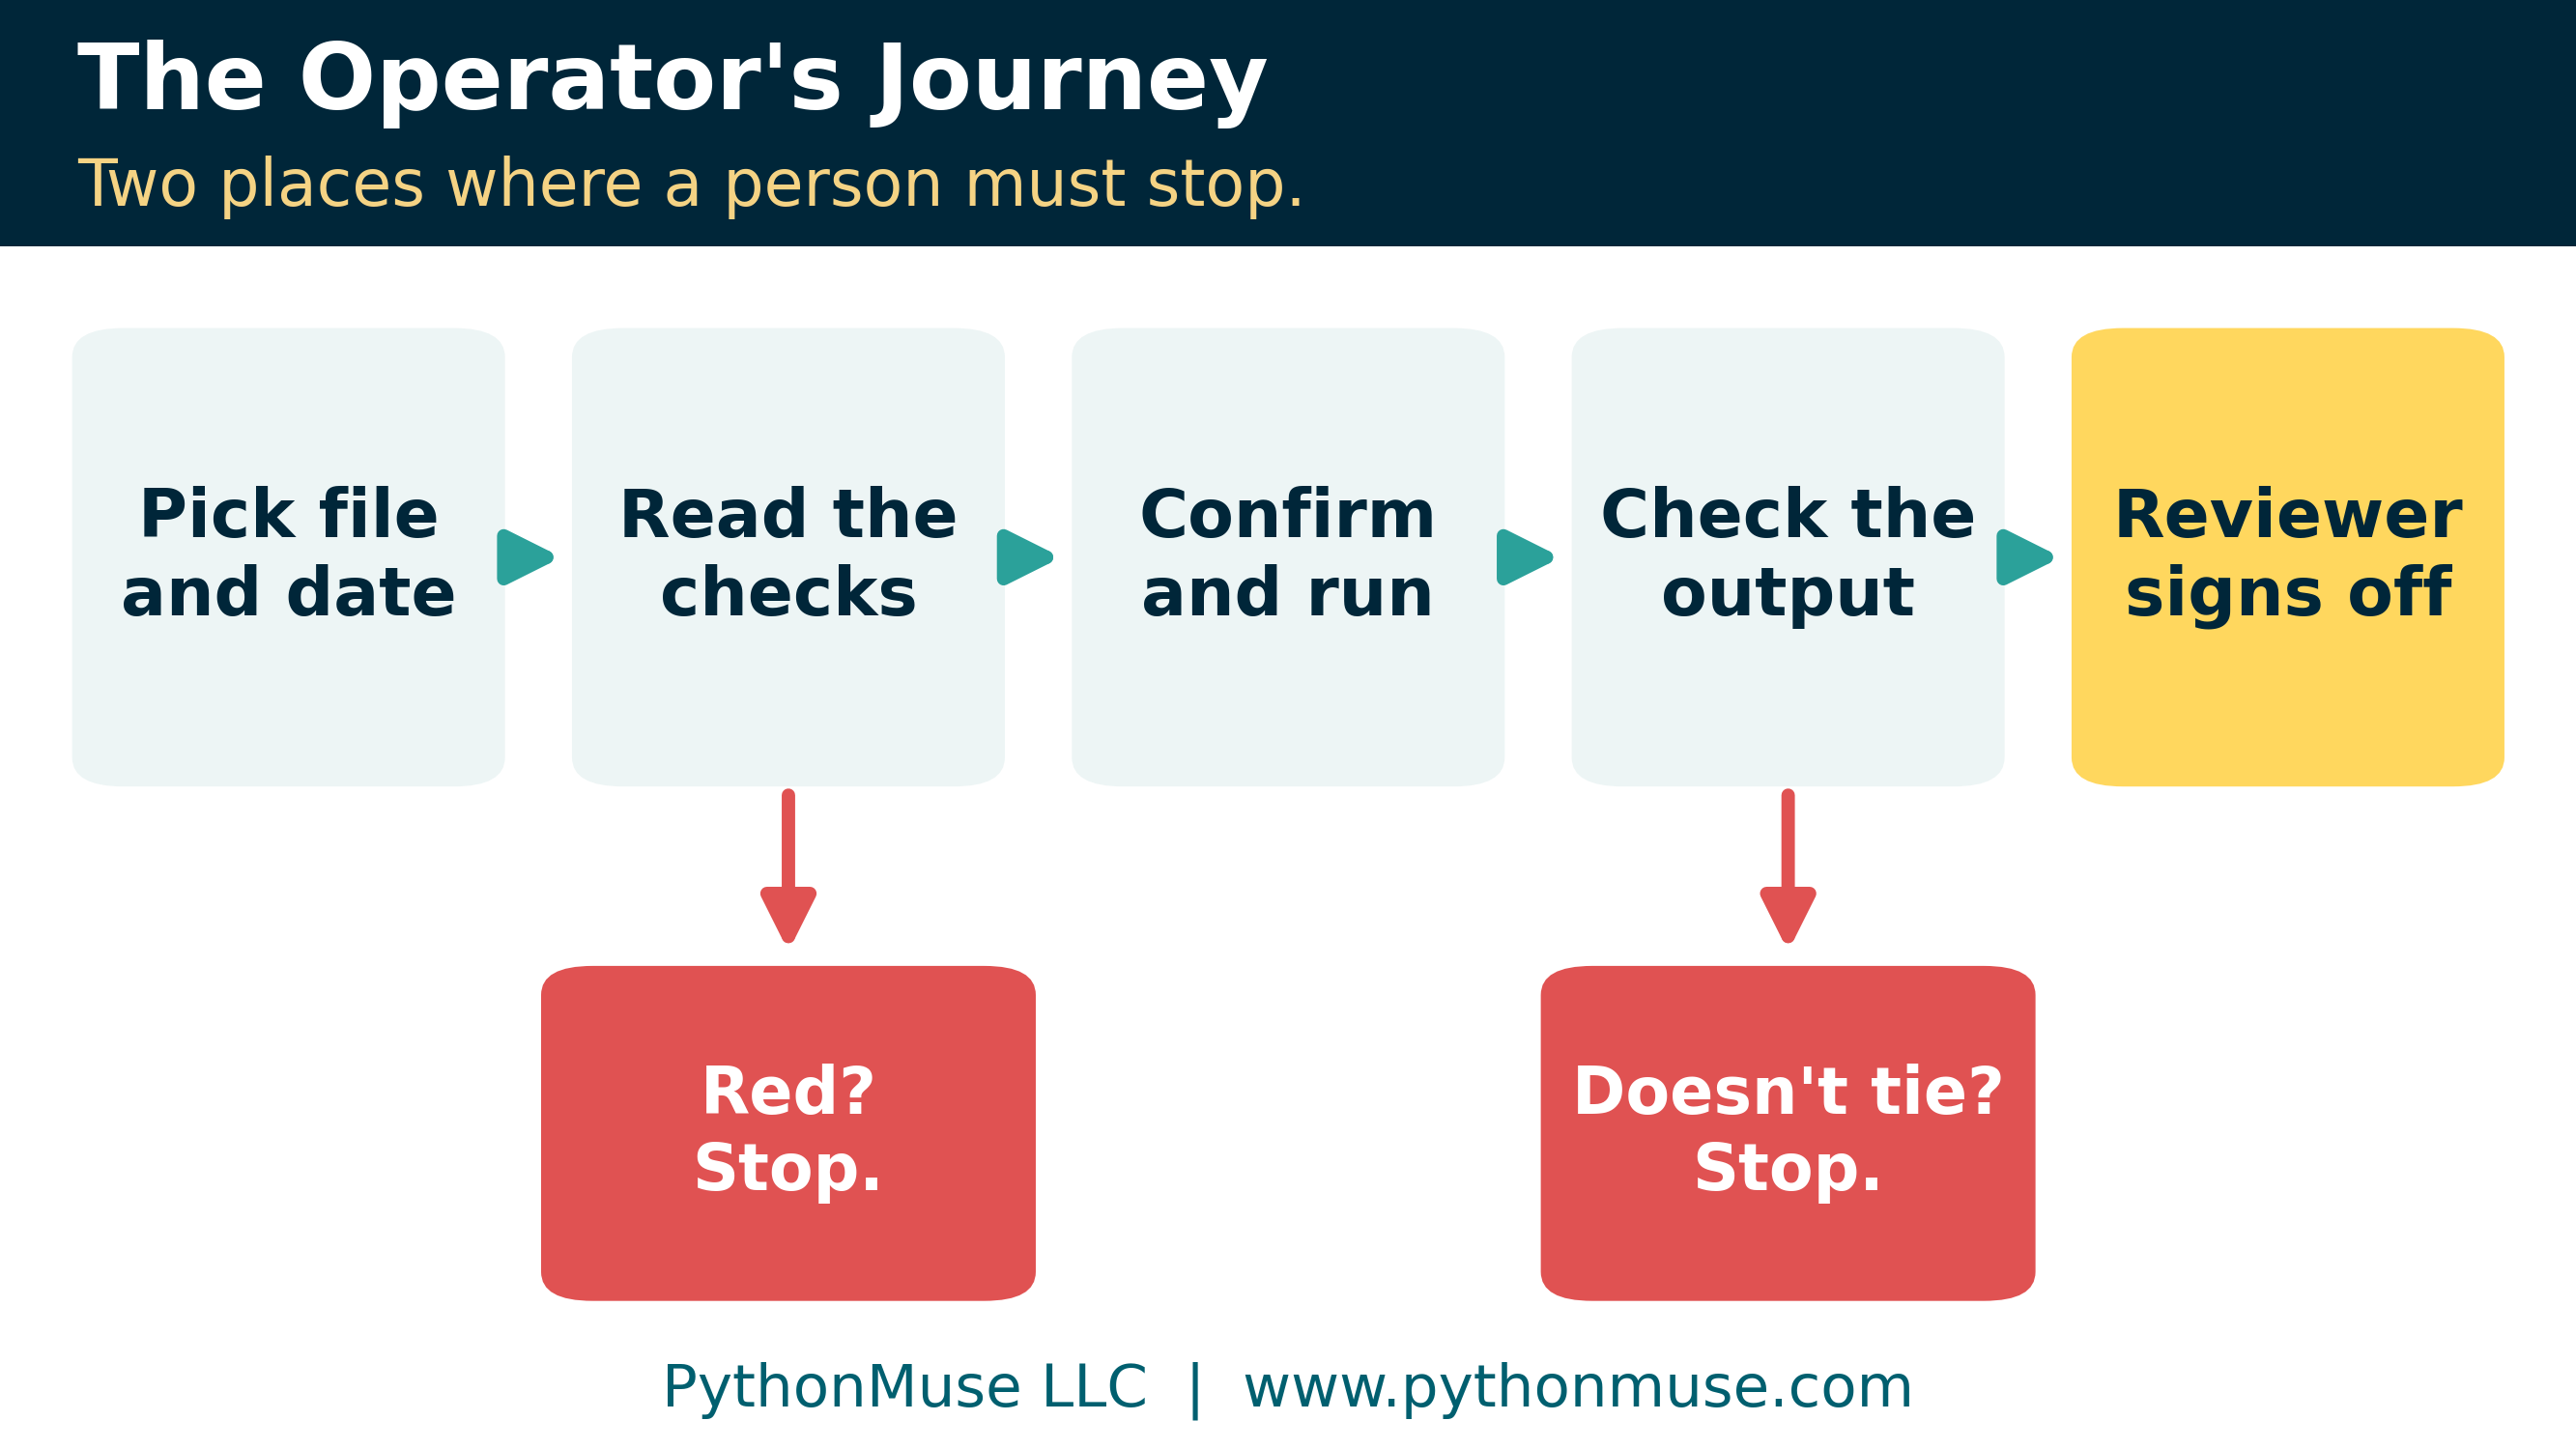 The Operator's Journey
Two places where a person must stop.
Pick file
and date
Read the
checks
Confirm
and run
Check the
output
Reviewer
signs off
Red?
Stop.
Doesn't tie?
Stop.
PythonMuse LLC | www.pythonmuse.com